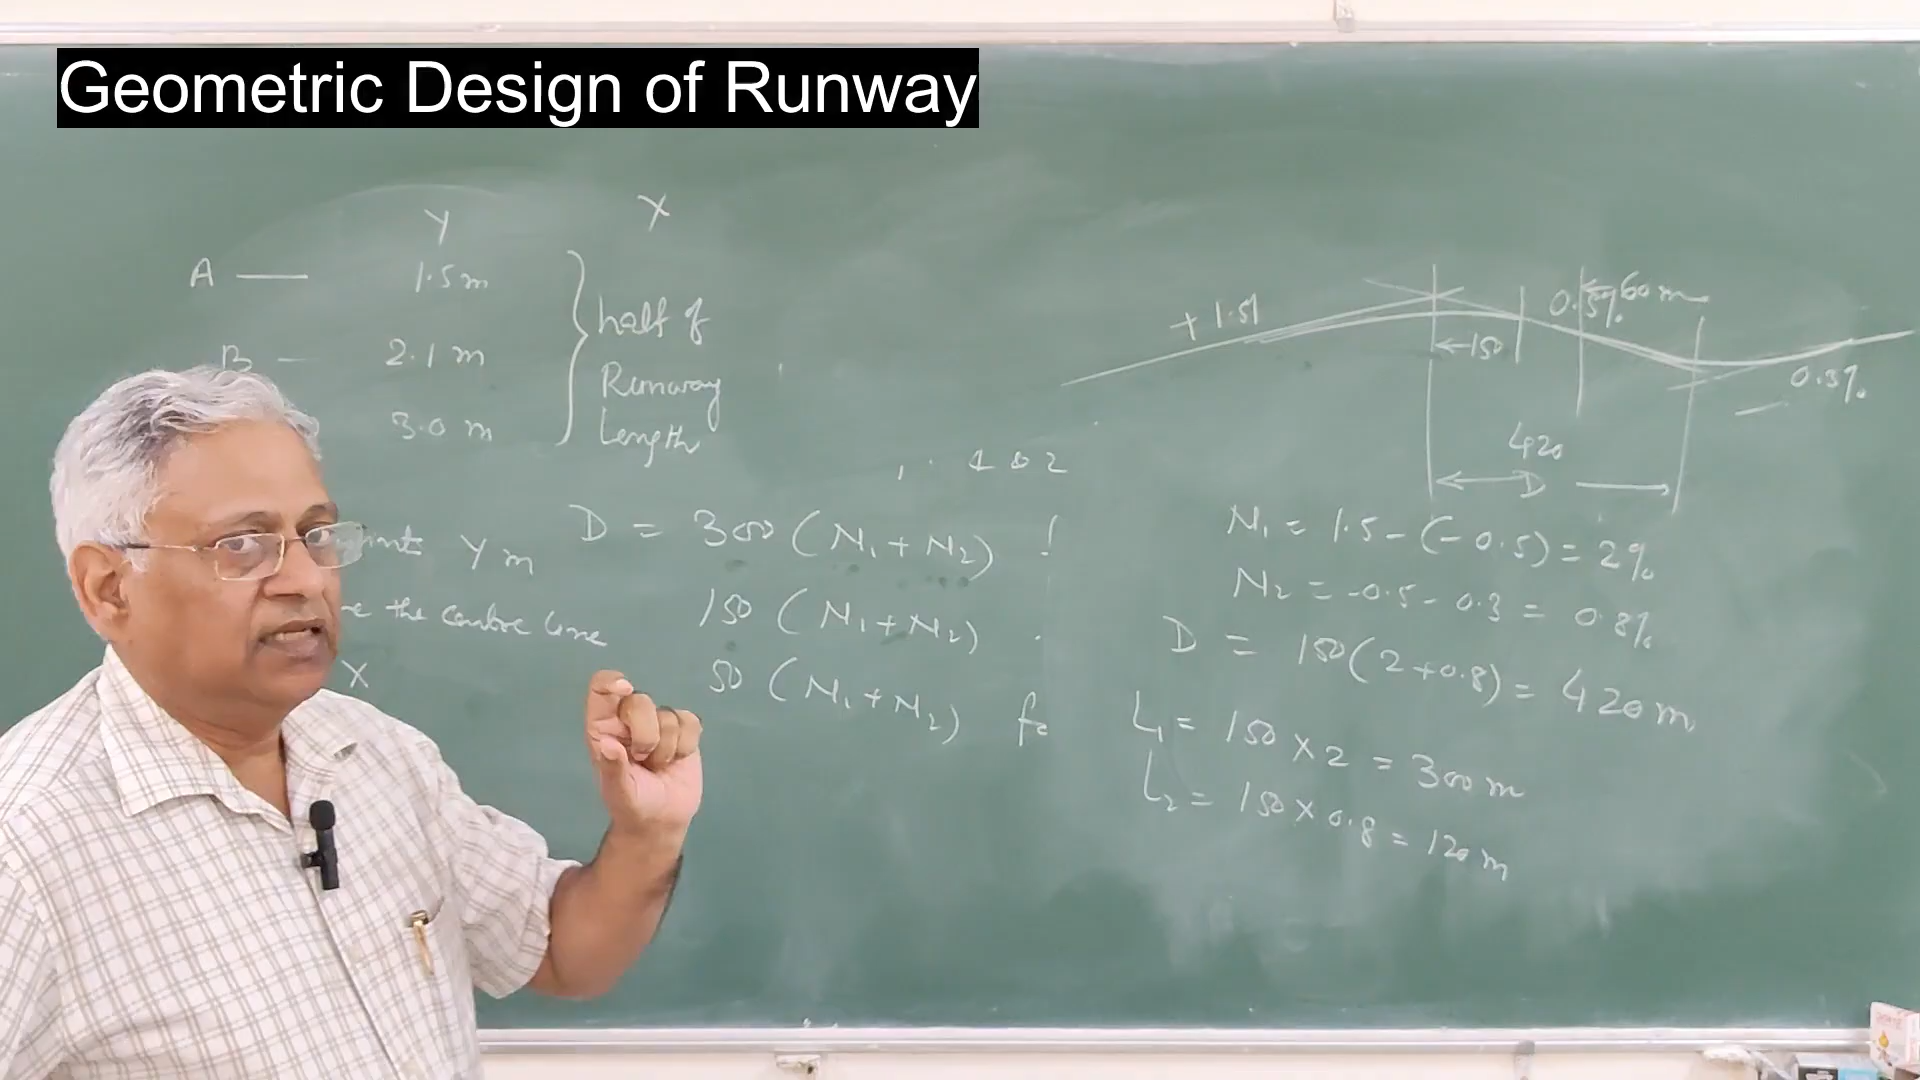 Geometric Design of Runway
Y X
A — 1.5 m
B — 2.1 m
3.0 m
half of
Runway
Length
Y m
the centre line
X
1 & 2
D = 300 (N₁ + N₂)
150 (N₁ + N₂)
50 (N₁ + N₂) fo
+ 1.5%
←150
0.5%
←60 m
0.3%
420
← D →
N₁ = 1.5 - (-0.5) = 2%
N₂ = -0.5 - 0.3 = 0.8%
D = 150 (2+0.8) = 420 m
L₁ = 150 × 2 = 300 m
L₂ = 150 × 0.8 = 120 m